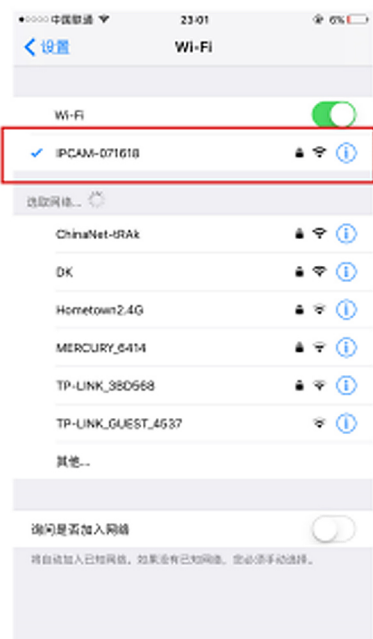 中国联通 23:01 6%
设置 Wi-Fi
Wi-Fi
IPCAM-071618
选取网络...
ChinaNet-tRAk
DK
Hometown2.4G
MERCURY_6414
TP-LINK_3BD568
TP-LINK_GUEST_4537
其他...
询问是否加入网络
将自动加入已知网络。如果没有已知网络，您必须手动选择。